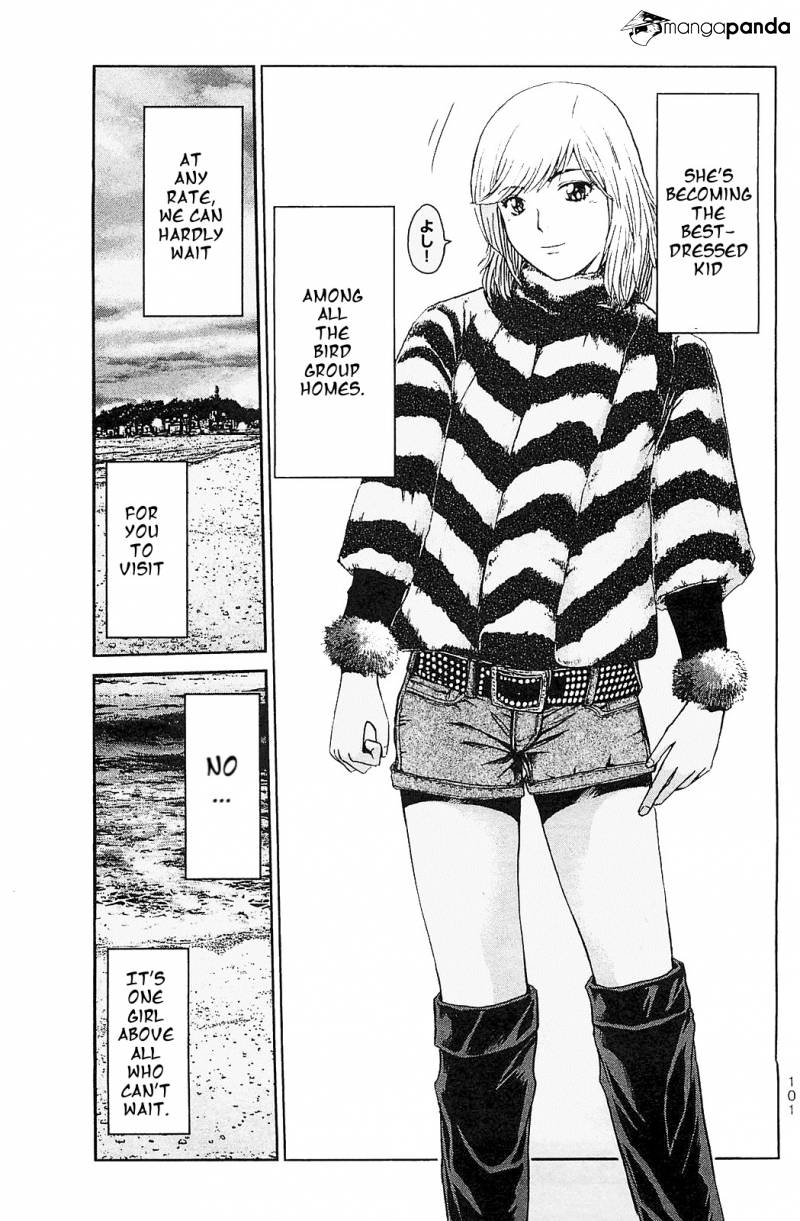 mangapanda
SHE'S
BECOMING
THE
BEST-
DRESSED
KID
よし!
AMONG
ALL
THE
BIRD
GROUP
HOMES.
AT
ANY
RATE,
WE CAN
HARDLY
WAIT
FOR
YOU
TO
VISIT
NO
...
IT'S
ONE
GIRL
ABOVE
ALL
WHO
CAN'T
WAIT.
101